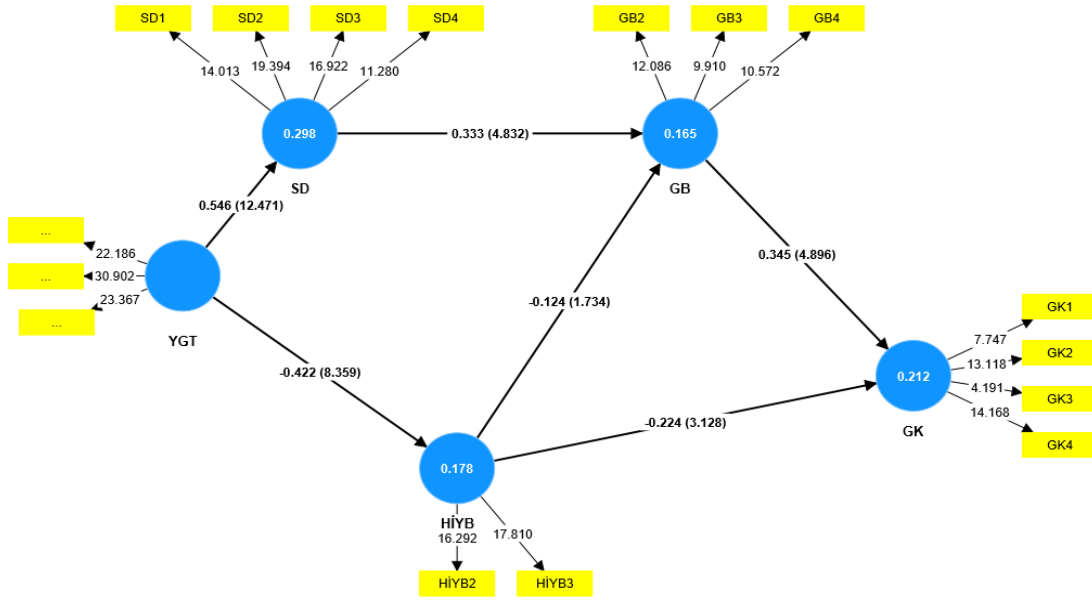 SD1
SD2
SD3
SD4
GB2
GB3
GB4
14.013
19.394
16.922
11.280
12.086
9.910
10.572
0.298
0.333 (4.832)
0.165
SD
GB
0.546 (12.471)
...
22.186
...
30.902
...
23.367
YGT
0.345 (4.896)
-0.124 (1.734)
-0.422 (8.359)
GK1
7.747
GK2
13.118
0.212
4.191
GK3
14.168
GK
GK4
-0.224 (3.128)
0.178
HİYB
16.292
17.810
HİYB2
HİYB3